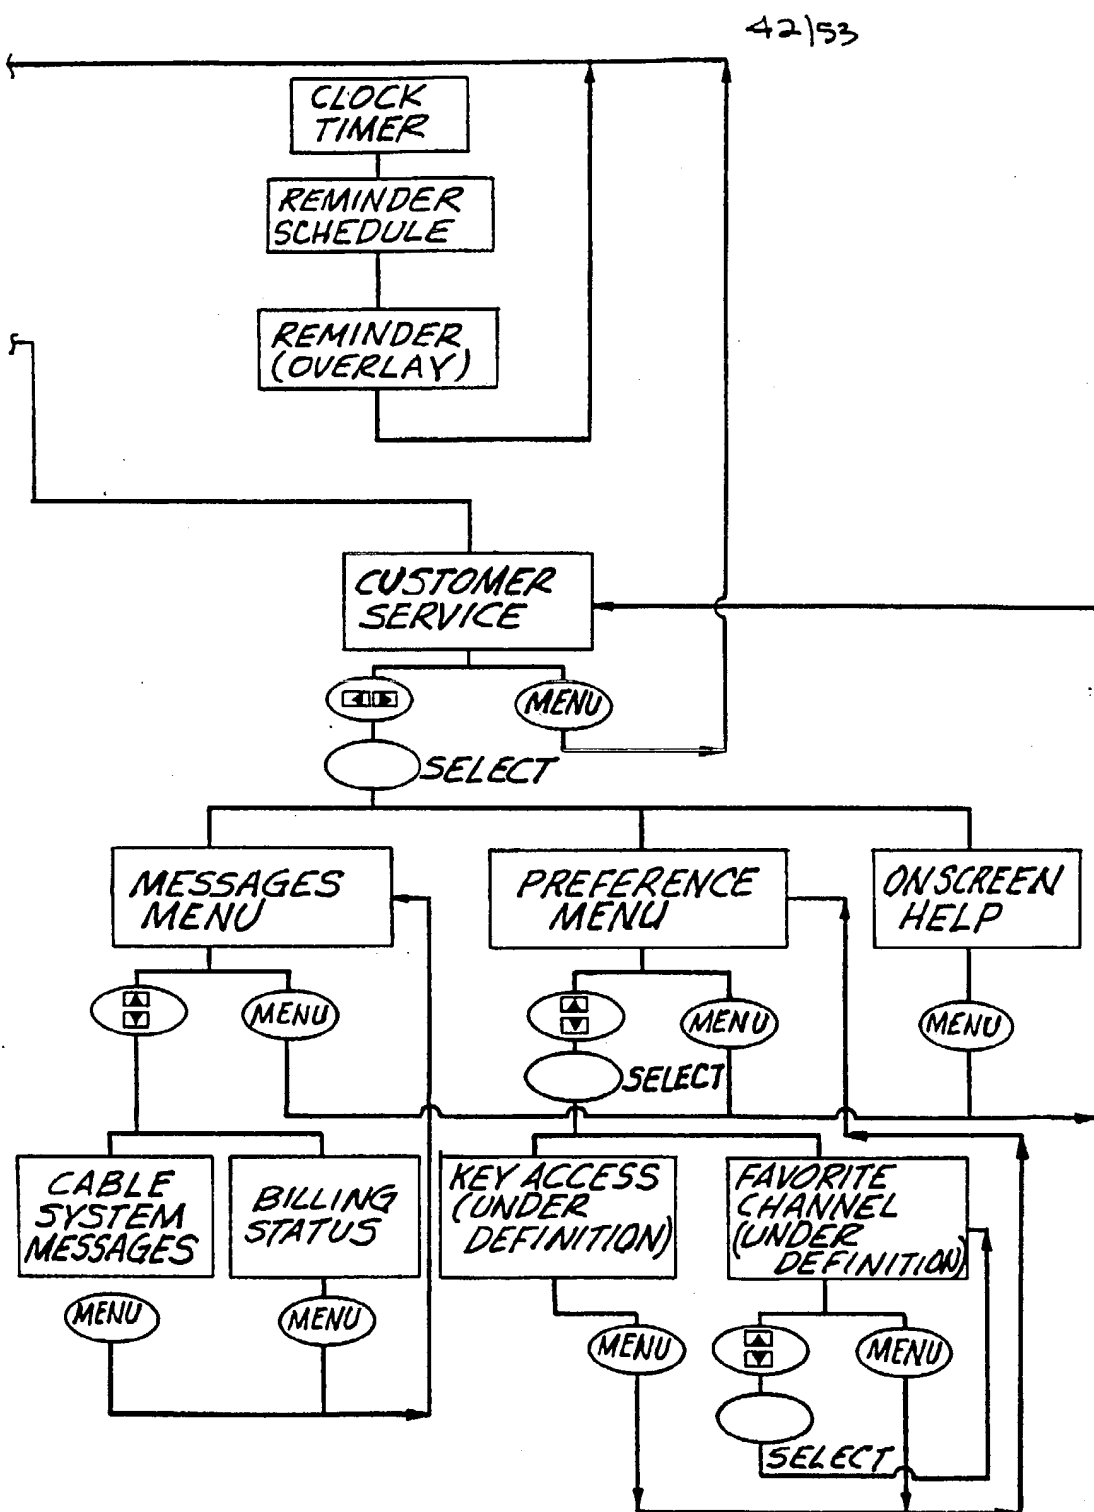 42/53
CLOCK
TIMER
REMINDER
SCHEDULE
REMINDER
(OVERLAY)
CUSTOMER
SERVICE
MENU
SELECT
MESSAGES
MENU
PREFERENCE
MENU
ON SCREEN
HELP
MENU
MENU
MENU
SELECT
CABLE
SYSTEM
MESSAGES
BILLING
STATUS
KEY ACCESS
(UNDER
DEFINITION)
FAVORITE
CHANNEL
(UNDER
DEFINITION)
MENU
MENU
MENU
MENU
SELECT